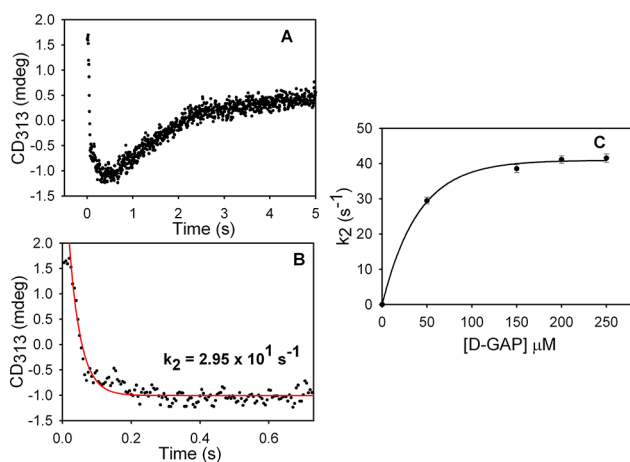 A
2.0
1.5
1.0
0.5
0.0
-0.5
-1.0
-1.5
CD313 (mdeg)
0 1 2 3 4 5
Time (s)
B
2.0
1.5
1.0
0.5
0.0
-0.5
-1.0
-1.5
CD313 (mdeg)
k2 = 2.95 x 10¹ s⁻¹
0.0 0.2 0.4 0.6
Time (s)
C
50
40
30
20
10
0
k2 (s⁻¹)
0 50 100 150 200 250
[D-GAP] μM